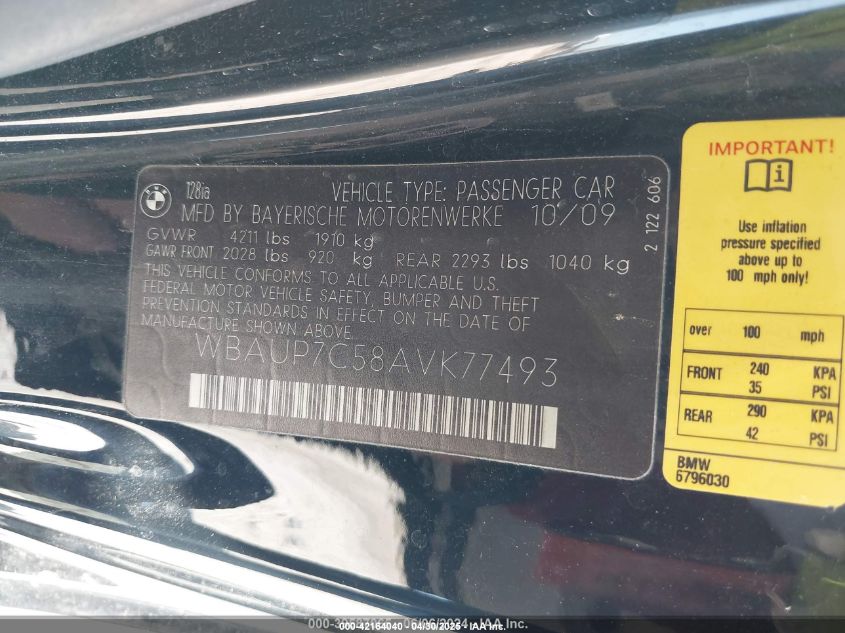 BMW
128ia
VEHICLE TYPE: PASSENGER CAR
MFD BY BAYERISCHE MOTORENWERKE 10/09
GVWR 4211 lbs 1910 kg
GAWR FRONT 2028 lbs 920 kg REAR 2293 lbs 1040 kg
THIS VEHICLE CONFORMS TO ALL APPLICABLE U.S.
FEDERAL MOTOR VEHICLE SAFETY, BUMPER AND THEFT
PREVENTION STANDARDS IN EFFECT ON THE DATE OF
MANUFACTURE SHOWN ABOVE.
WBAUP7C58AVK77493
2 122 606
IMPORTANT!
i
Use inflation
pressure specified
above up to
100 mph only!
over 100 mph
FRONT 240 KPA
35 PSI
REAR 290 KPA
42 PSI
BMW
6796030
000-42164040 - 04/30/2025 - IAA Inc.